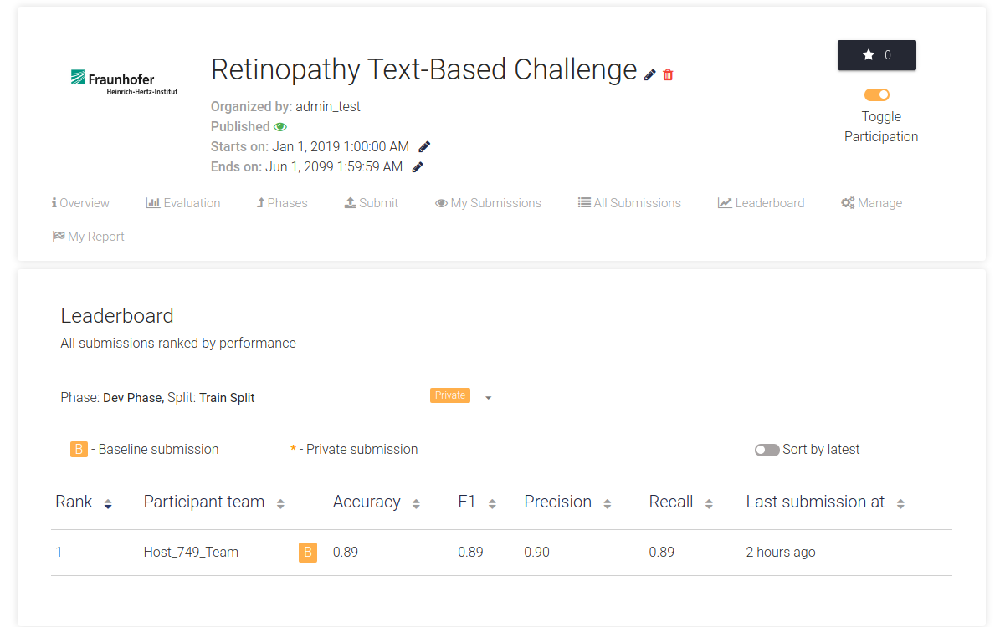 Fraunhofer
Heinrich-Hertz-Institut
Retinopathy Text-Based Challenge
0
Toggle
Participation
Organized by: admin_test
Published
Starts on: Jan 1, 2019 1:00:00 AM
Ends on: Jun 1, 2099 1:59:59 AM
Overview Evaluation Phases Submit My Submissions All Submissions Leaderboard Manage
My Report
Leaderboard
All submissions ranked by performance
Phase: Dev Phase, Split: Train Split Private
B - Baseline submission * - Private submission Sort by latest
Rank Participant team Accuracy F1 Precision Recall Last submission at
1 Host_749_Team B 0.89 0.89 0.90 0.89 2 hours ago